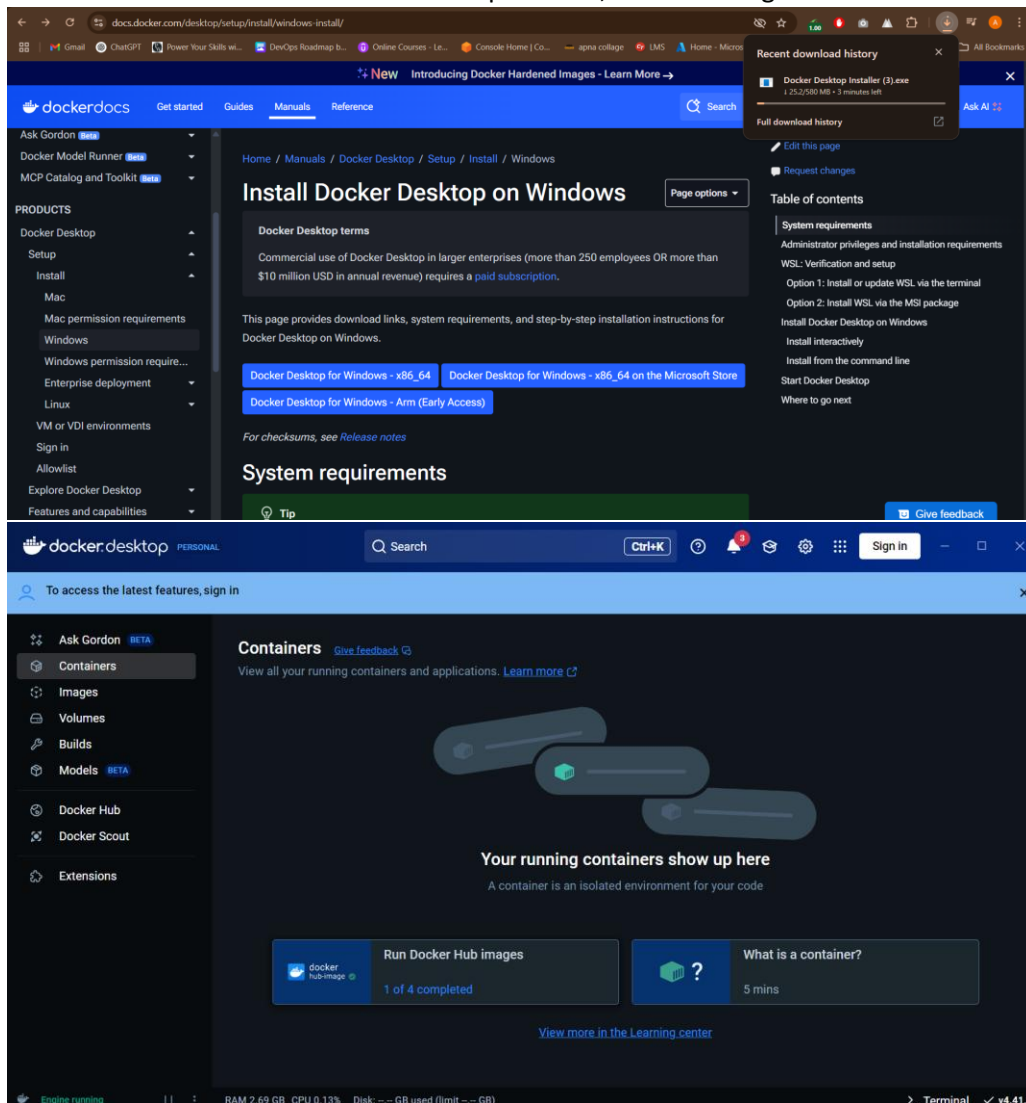 docs.docker.com/desktop/setup/install/windows-install/
1.00
Gmail ChatGPT Power Your Skills wi... DevOps Roadmap b... Online Courses - Le... Console Home | Co... apna collage LMS Home - Micros All Bookmarks
Recent download history
Docker Desktop Installer (3).exe
↓ 25.2/580 MB • 3 minutes left
Full download history
New Introducing Docker Hardened Images - Learn More →
dockerdocs Get started Guides Manuals Reference Search Ask AI
Ask Gordon Beta
Docker Model Runner Beta
MCP Catalog and Toolkit Beta
PRODUCTS
Docker Desktop
Setup
Install
Mac
Mac permission requirements
Windows
Windows permission require...
Enterprise deployment
Linux
VM or VDI environments
Sign in
Allowlist
Explore Docker Desktop
Features and capabilities
Home / Manuals / Docker Desktop / Setup / Install / Windows
Install Docker Desktop on Windows
Page options
Docker Desktop terms
Commercial use of Docker Desktop in larger enterprises (more than 250 employees OR more than
$10 million USD in annual revenue) requires a paid subscription.
This page provides download links, system requirements, and step-by-step installation instructions for
Docker Desktop on Windows.
Docker Desktop for Windows - x86_64 Docker Desktop for Windows - x86_64 on the Microsoft Store
Docker Desktop for Windows - Arm (Early Access)
For checksums, see Release notes
System requirements
Tip
Edit this page
Request changes
Table of contents
System requirements
Administrator privileges and installation requirements
WSL: Verification and setup
Option 1: Install or update WSL via the terminal
Option 2: Install WSL via the MSI package
Install Docker Desktop on Windows
Install interactively
Install from the command line
Start Docker Desktop
Where to go next
Give feedback
docker.desktop PERSONAL Search Ctrl+K 3 Sign in
To access the latest features, sign in
Ask Gordon BETA
Containers
Images
Volumes
Builds
Models BETA
Docker Hub
Docker Scout
Extensions
Containers Give feedback
View all your running containers and applications. Learn more
Your running containers show up here
A container is an isolated environment for your code
docker
hub-image
Run Docker Hub images
1 of 4 completed
?
What is a container?
5 mins
View more in the Learning center
Engine running RAM 2.69 GB CPU 0.13% Disk: -.-- GB used (limit -.-- GB) Terminal v4.41